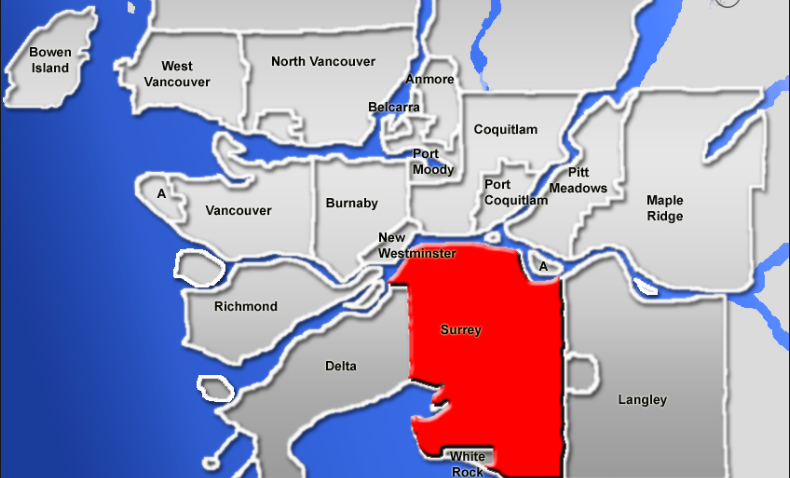 Bowen
Island
West
Vancouver
North Vancouver
Anmore
Belcarra
Coquitlam
Port
Moody
Pitt
Meadows
Port
Coquitlam
Maple
Ridge
A
Vancouver
Burnaby
New
Westminster
A
Richmond
Surrey
Delta
Langley
White
Rock